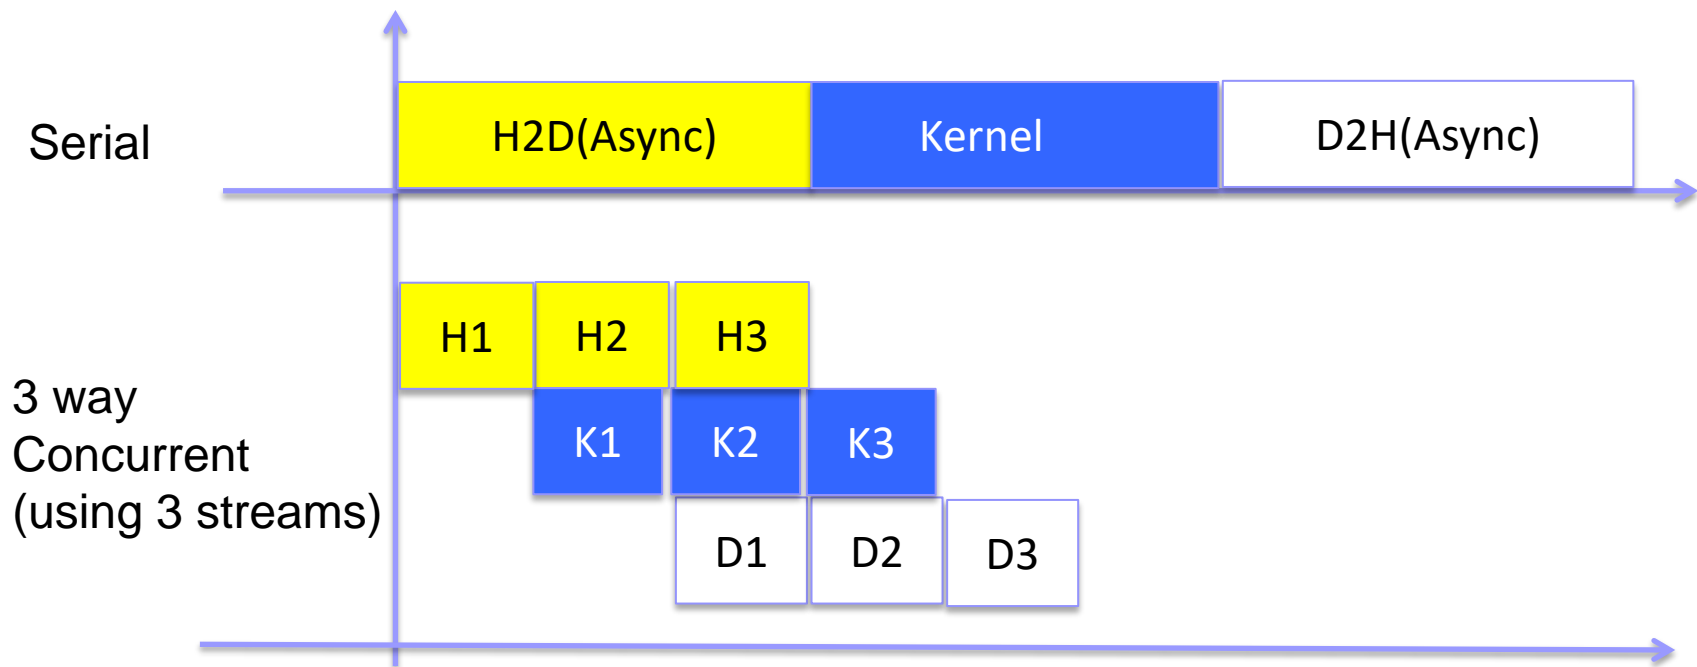 Serial
H2D(Async)
Kernel
D2H(Async)
H1
H2
H3
3 way
Concurrent
(using 3 streams)
K1
K2
K3
D1
D2
D3